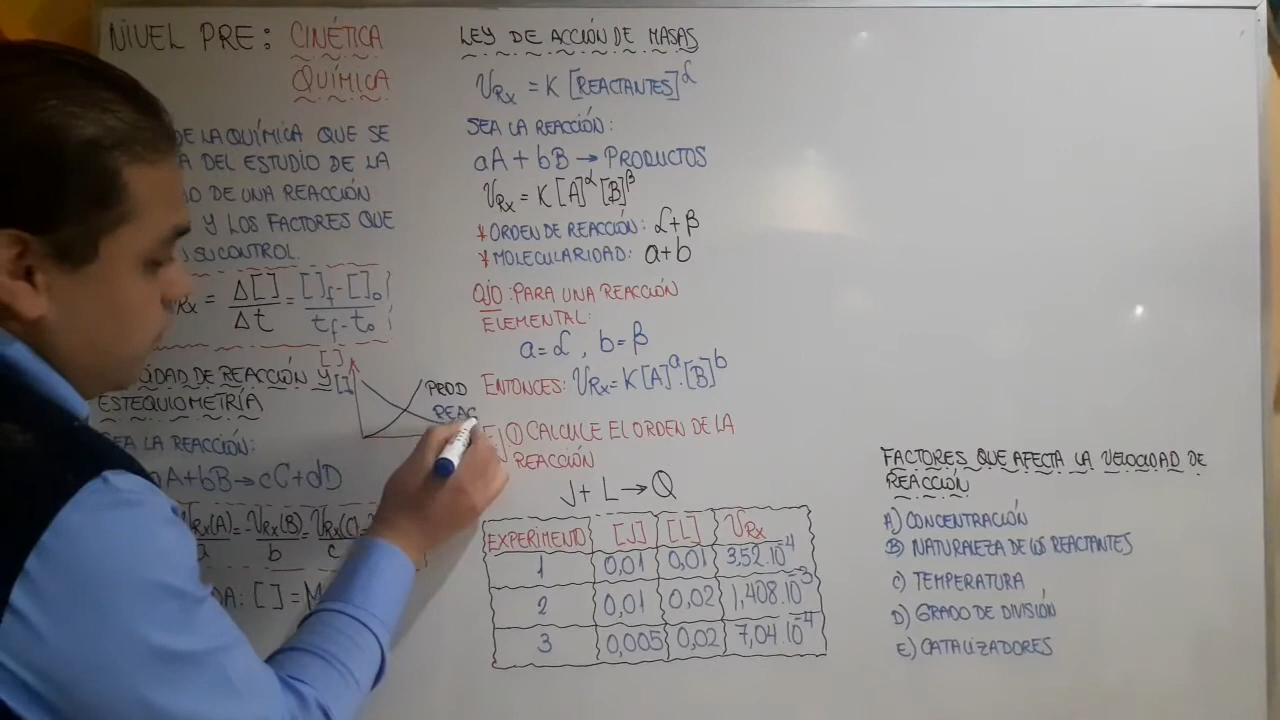 NIVEL PRE: CINÉTICA
QUÍMICA
DE LA QUÍMICA QUE SE
DEL ESTUDIO DE LA
DE UNA REACCIÓN
Y LOS FACTORES QUE
SU CONTROL.
= Δ[ ]/Δt = [ ]f - [ ]o/tf - to
DE REACCIÓN Y
ESTEQUIOMETRÍA
[ ]
[ ]
PROD
REAC
SEA LA REACCIÓN:
aA + bB → cC + dD
VRx(A)/a = VRx(B)/b = VRx(C)/c
[ ] = M
LEY DE ACCIÓN DE MASAS
VRx = K [REACTANTES]^α
SEA LA REACCIÓN:
aA + bB → PRODUCTOS
VRx = K [A]^α [B]^β
* ORDEN DE REACCIÓN: α + β
* MOLECULARIDAD: a + b
OJO: PARA UNA REACCIÓN
ELEMENTAL:
a = α , b = β
ENTONCES: VRx = K [A]^a . [B]^b
① CALCULE EL ORDEN DE LA
REACCIÓN
J + L → Q
EXPERIMENTO [J] [L] VRx
1 0,01 0,01 3,52.10^-4
2 0,01 0,02 1,408.10^-3
3 0,005 0,02 7,04.10^-4
FACTORES QUE AFECTA LA VELOCIDAD DE
REACCIÓN
A) CONCENTRACIÓN
B) NATURALEZA DE LOS REACTANTES
C) TEMPERATURA
D) GRADO DE DIVISIÓN
E) CATALIZADORES